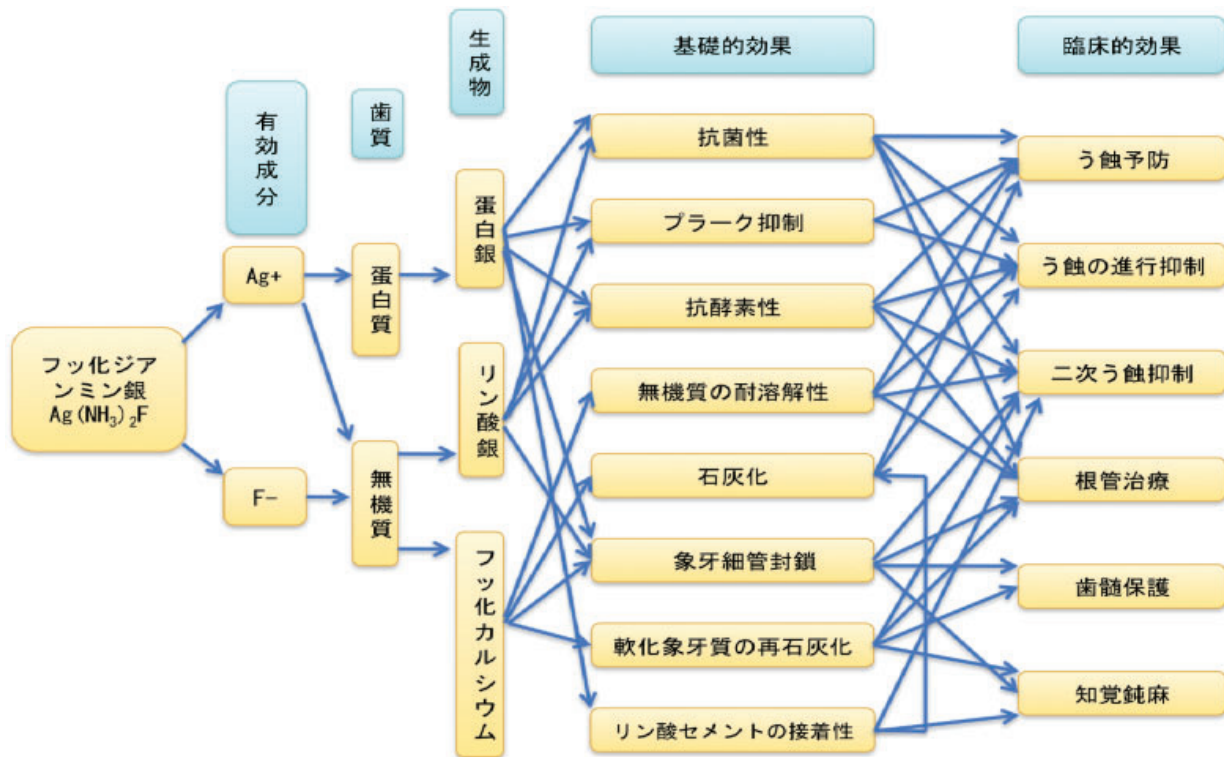 有効成分
歯質
生成物
基礎的効果
臨床的効果
フッ化ジア
ンミン銀
Ag(NH₃)₂F
Ag+
F−
蛋白質
無機質
蛋白銀
リン酸銀
フッ化カルシウム
抗菌性
プラーク抑制
抗酵素性
無機質の耐溶解性
石灰化
象牙細管封鎖
軟化象牙質の再石灰化
リン酸セメントの接着性
う蝕予防
う蝕の進行抑制
二次う蝕抑制
根管治療
歯髄保護
知覚鈍麻